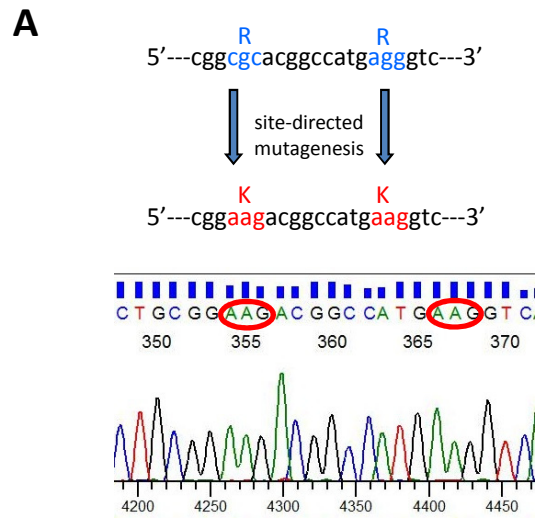 A
R R
5’---cggcgcacggccatgagggtc---3’
site-directed
mutagenesis
K K
5’---cggaagacggccatgaaggtc---3’
C T G C G G A A G A C G G C C A T G A A G G T C A
350 355 360 365 370
4200 4250 4300 4350 4400 4450